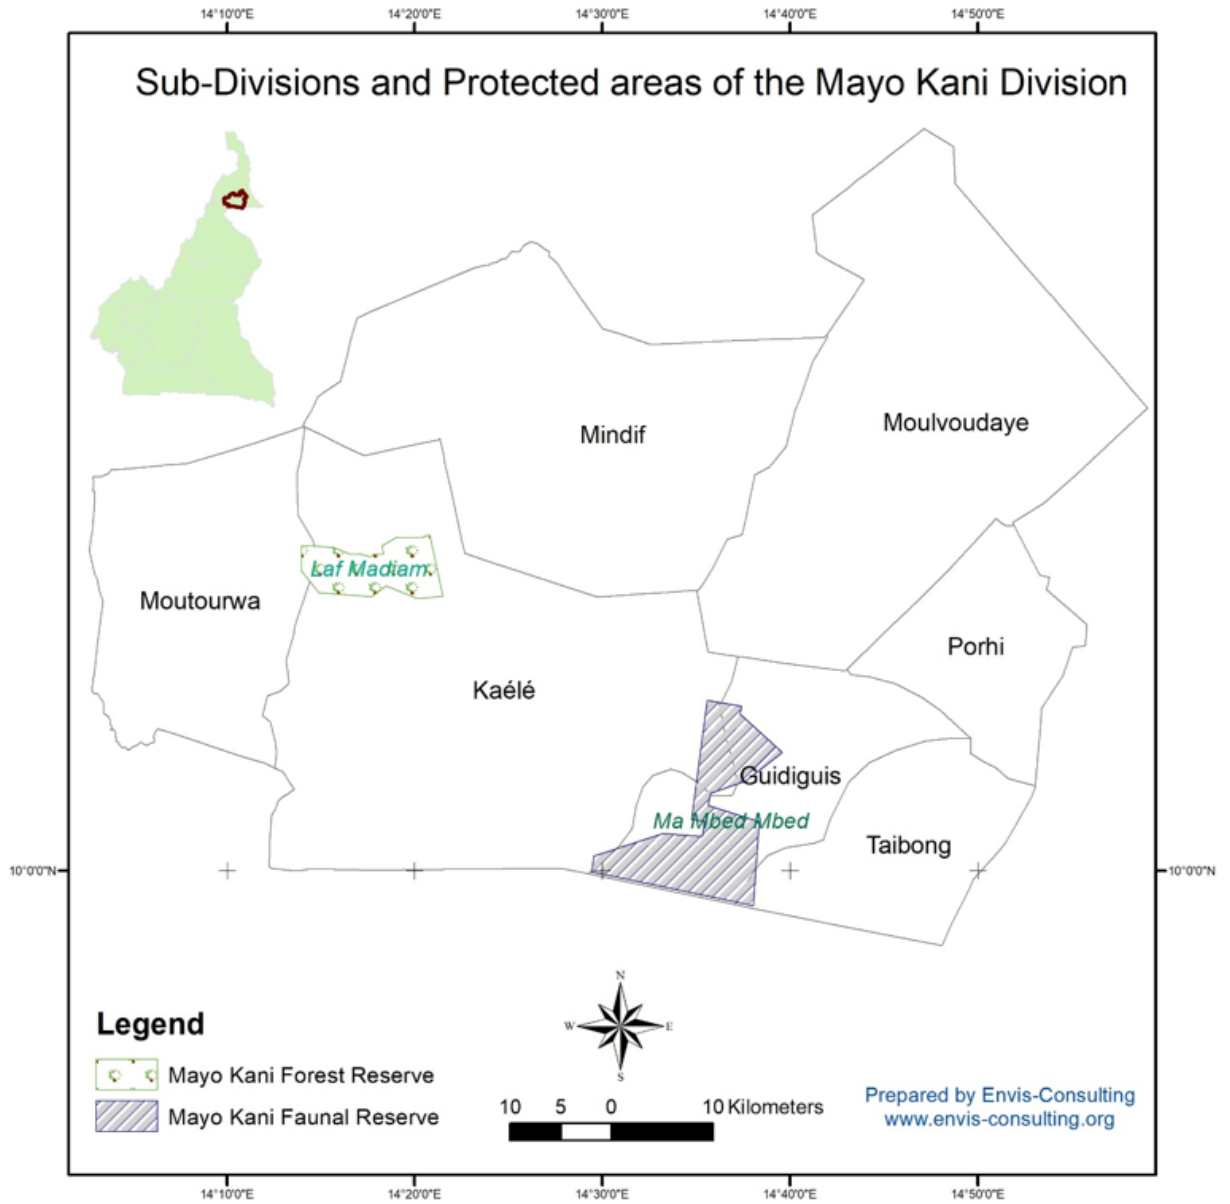 14°10'0"E 14°20'0"E 14°30'0"E 14°40'0"E 14°50'0"E
Sub-Divisions and Protected areas of the Mayo Kani Division
Moulvoudaye
Mindif
Laf Madiam
Moutourwa
Porhi
Kaélé
Guidiguis
Ma Mbed Mbed
Taibong
10°0'0"N 10°0'0"N
N
W E
S
Legend
Mayo Kani Forest Reserve
Mayo Kani Faunal Reserve
10 5 0 10 Kilometers
Prepared by Envis-Consulting
www.envis-consulting.org
14°10'0"E 14°20'0"E 14°30'0"E 14°40'0"E 14°50'0"E